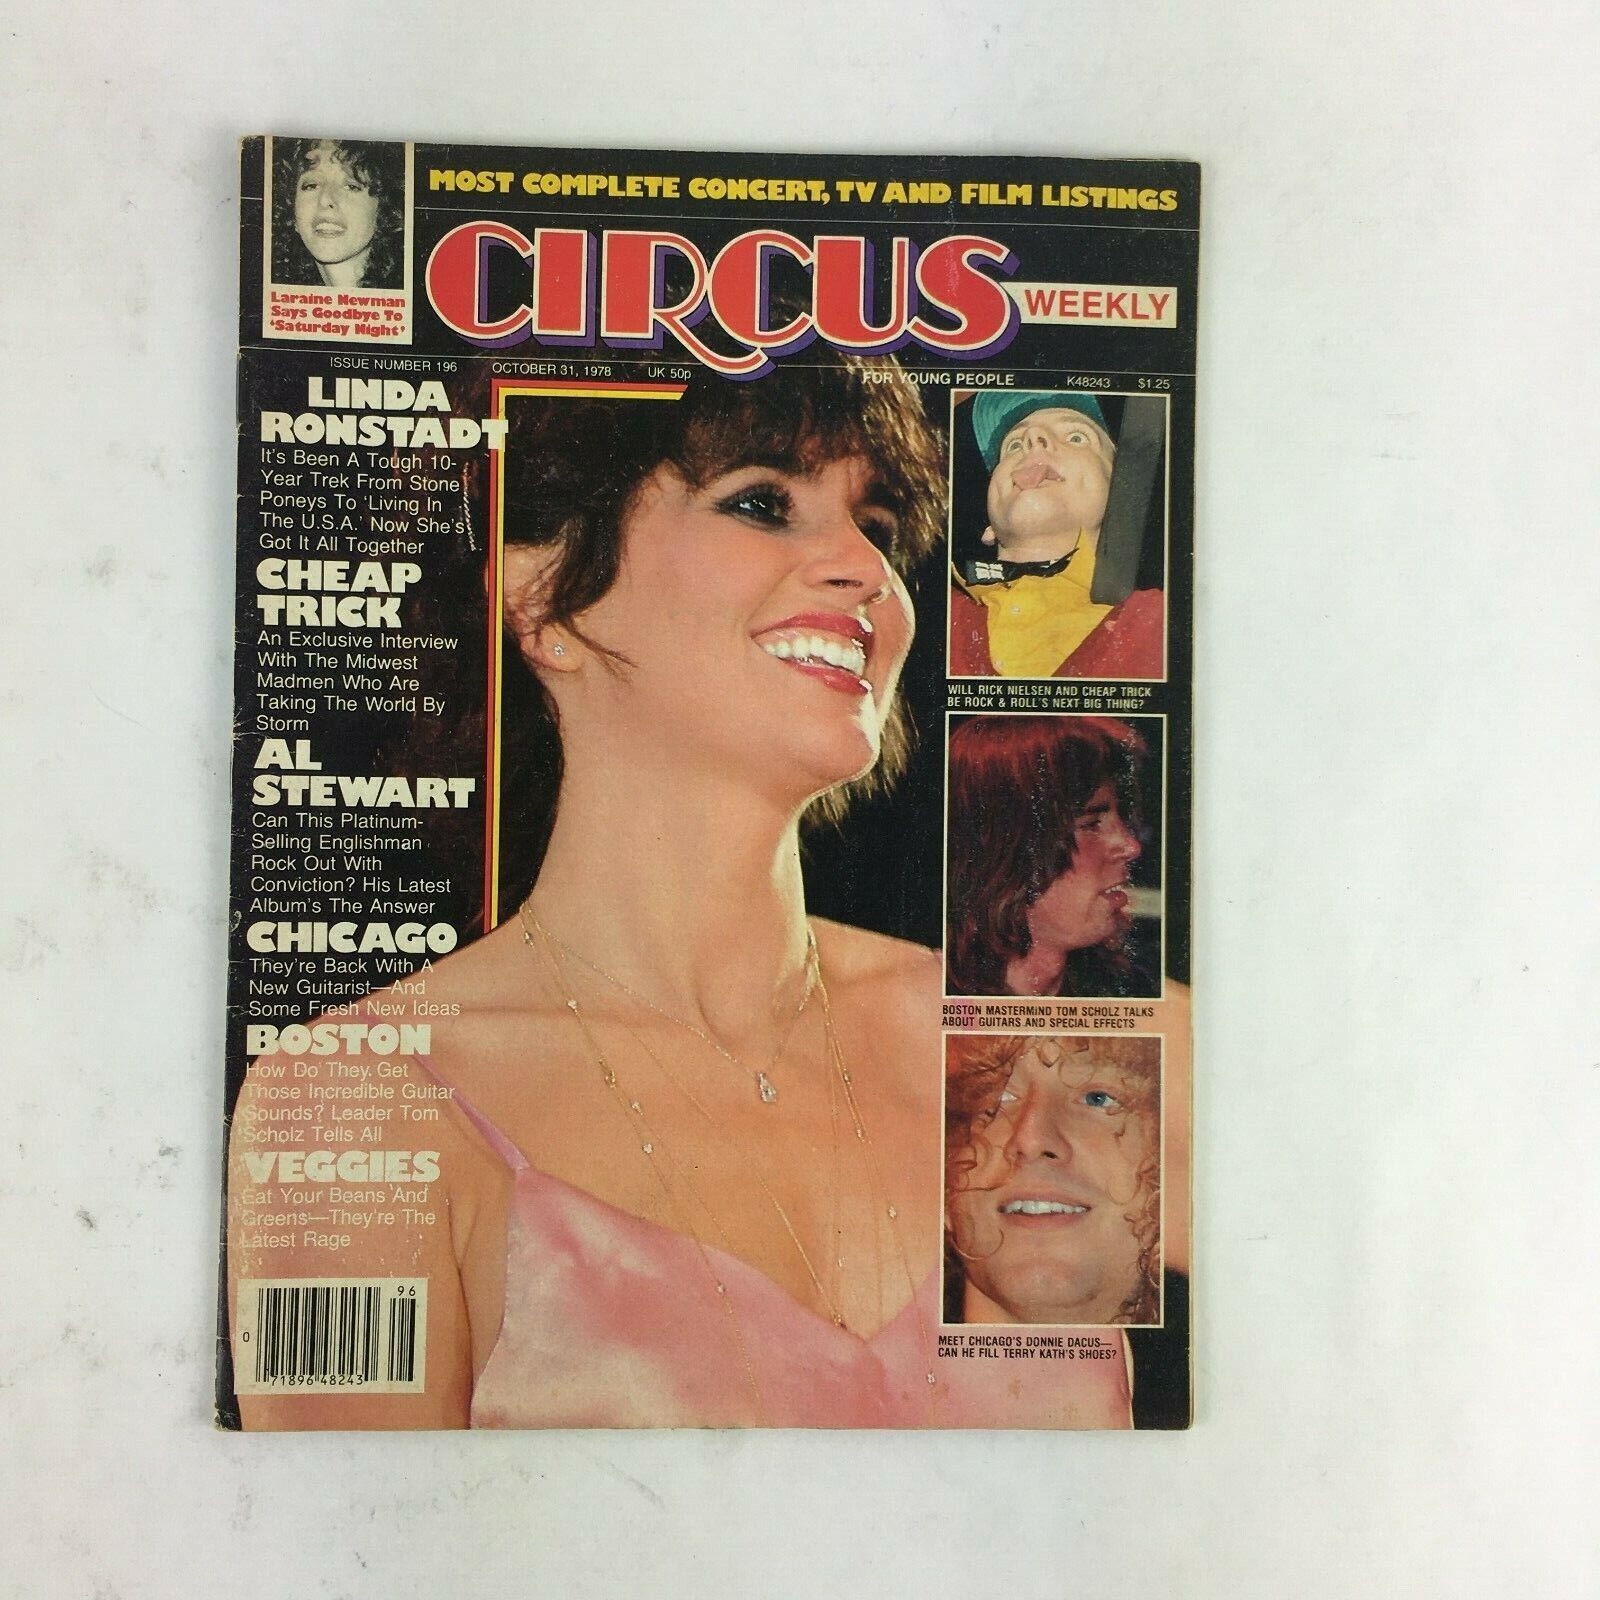 MOST COMPLETE CONCERT, TV AND FILM LISTINGS
Laraine Newman
Says Goodbye To
'Saturday Night'
CIRCUS
WEEKLY
ISSUE NUMBER 196 OCTOBER 31, 1978 UK 50p FOR YOUNG PEOPLE K48243 $1.25
LINDA
RONSTADT
It's Been A Tough 10-
Year Trek From Stone
Poneys To 'Living In
The U.S.A.' Now She's
Got It All Together
CHEAP
TRICK
An Exclusive Interview
With The Midwest
Madmen Who Are
Taking The World By
Storm
AL
STEWART
Can This Platinum-
Selling Englishman
Rock Out With
Conviction? His Latest
Album's The Answer
CHICAGO
They're Back With A
New Guitarist—And
Some Fresh New Ideas
BOSTON
How Do They Get
Those Incredible Guitar
Sounds? Leader Tom
Scholz Tells All
VEGGIES
Eat Your Beans And
Greens—They're The
Latest Rage
WILL RICK NIELSEN AND CHEAP TRICK
BE ROCK & ROLL'S NEXT BIG THING?
BOSTON MASTERMIND TOM SCHOLZ TALKS
ABOUT GUITARS AND SPECIAL EFFECTS
MEET CHICAGO'S DONNIE DACUS—
CAN HE FILL TERRY KATH'S SHOES?
96
0 71896 48243